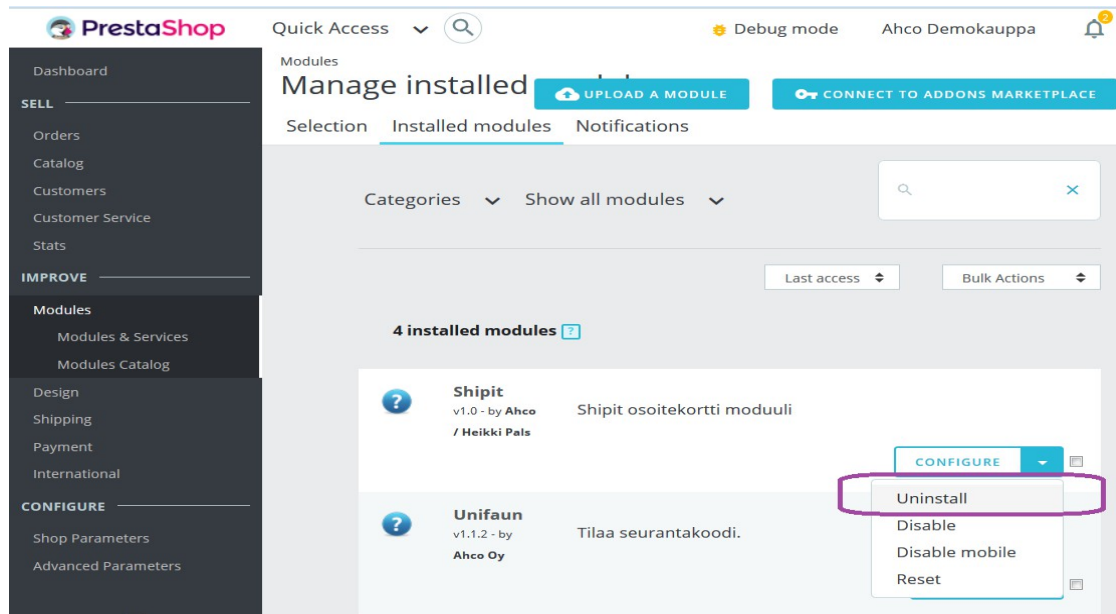 PrestaShop
Quick Access
Debug mode
Ahco Demokauppa
2
Dashboard
SELL
Orders
Catalog
Customers
Customer Service
Stats
IMPROVE
Modules
Modules & Services
Modules Catalog
Design
Shipping
Payment
International
CONFIGURE
Shop Parameters
Advanced Parameters
Modules
Manage installed
UPLOAD A MODULE
CONNECT TO ADDONS MARKETPLACE
Selection
Installed modules
Notifications
Categories
Show all modules
Last access
Bulk Actions
4 installed modules ?
?
Shipit
v1.0 - by Ahco
/ Heikki Pals
Shipit osoitekortti moduuli
CONFIGURE
Uninstall
Disable
Disable mobile
Reset
?
Unifaun
v1.1.2 - by
Ahco Oy
Tilaa seurantakoodi.